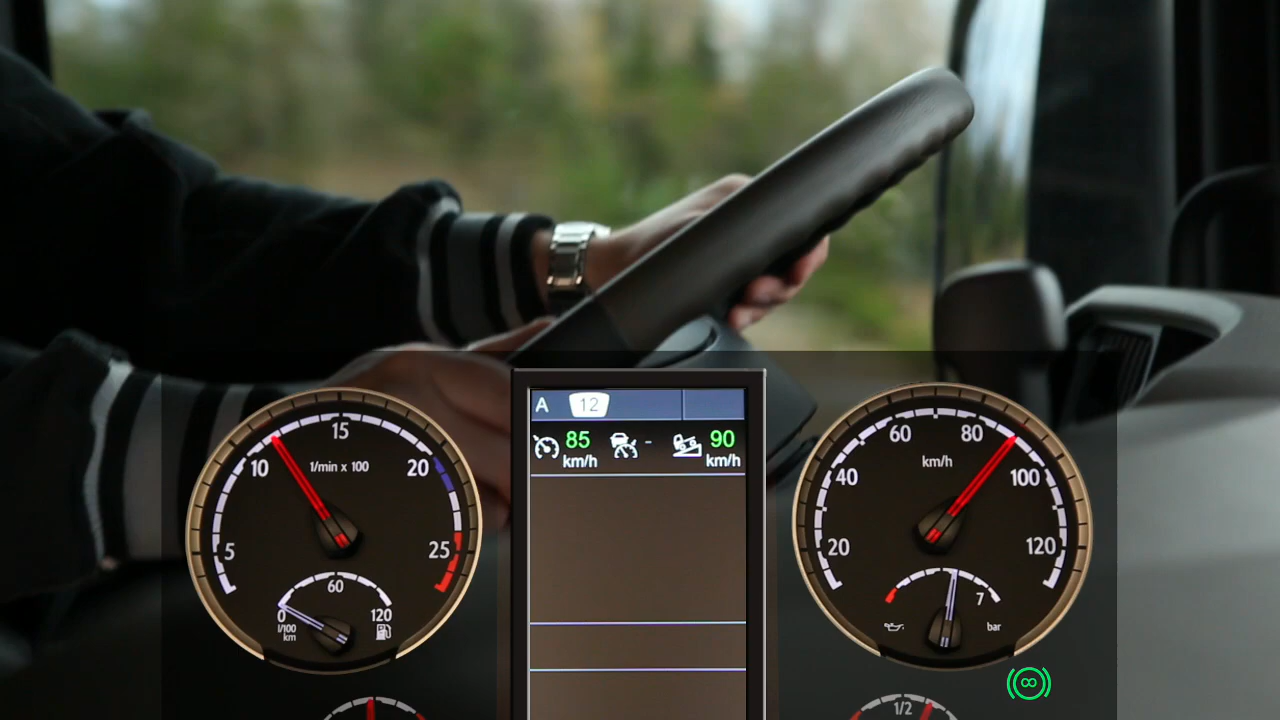 A 12
85 km/h - 90 km/h
5 10 15 20 25
1/min x 100
0 60 120
l/100 km
20 40 60 80 100 120
km/h
7
bar
1/2
∞